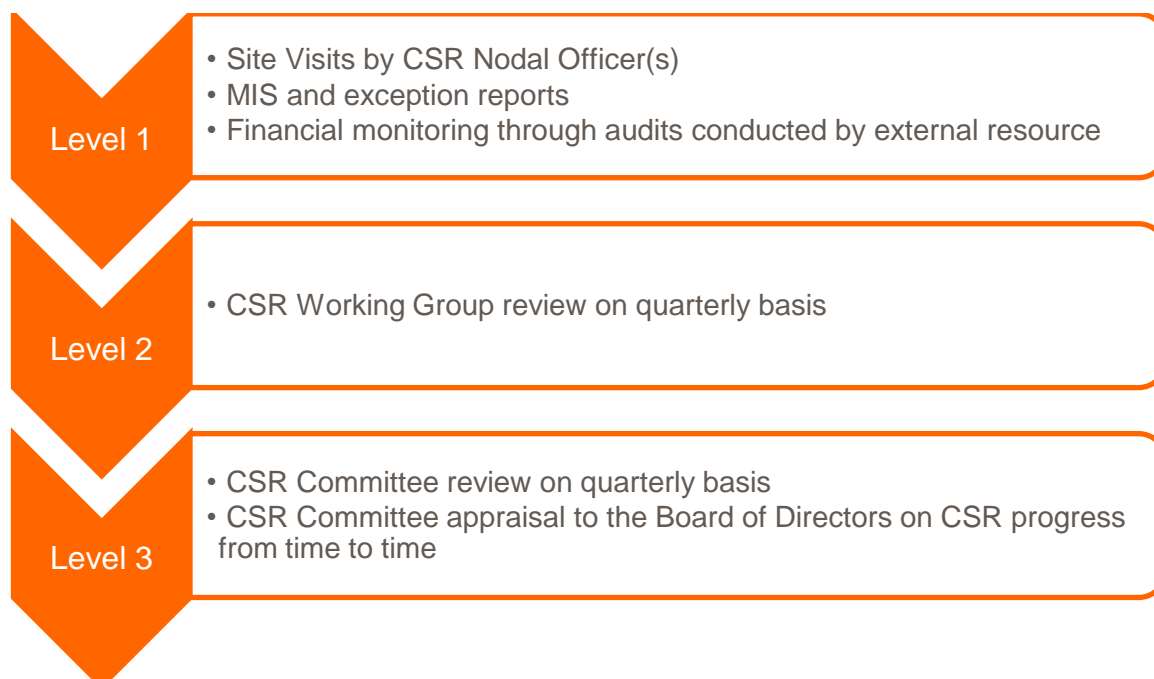 Level 1
• Site Visits by CSR Nodal Officer(s)
• MIS and exception reports
• Financial monitoring through audits conducted by external resource
Level 2
• CSR Working Group review on quarterly basis
Level 3
• CSR Committee review on quarterly basis
• CSR Committee appraisal to the Board of Directors on CSR progress
from time to time